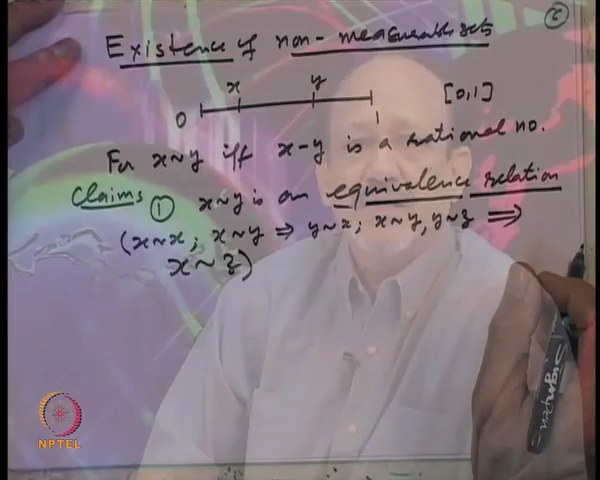 6
Existence of non-measurable sets
x y
0 1 [0,1]
For x~y iff x-y is a rational no.
Claims ① x~y is an equivalence relation
(x~x; x~y ⇒ y~x; x~y, y~z ⇒
x~z)
NPTEL